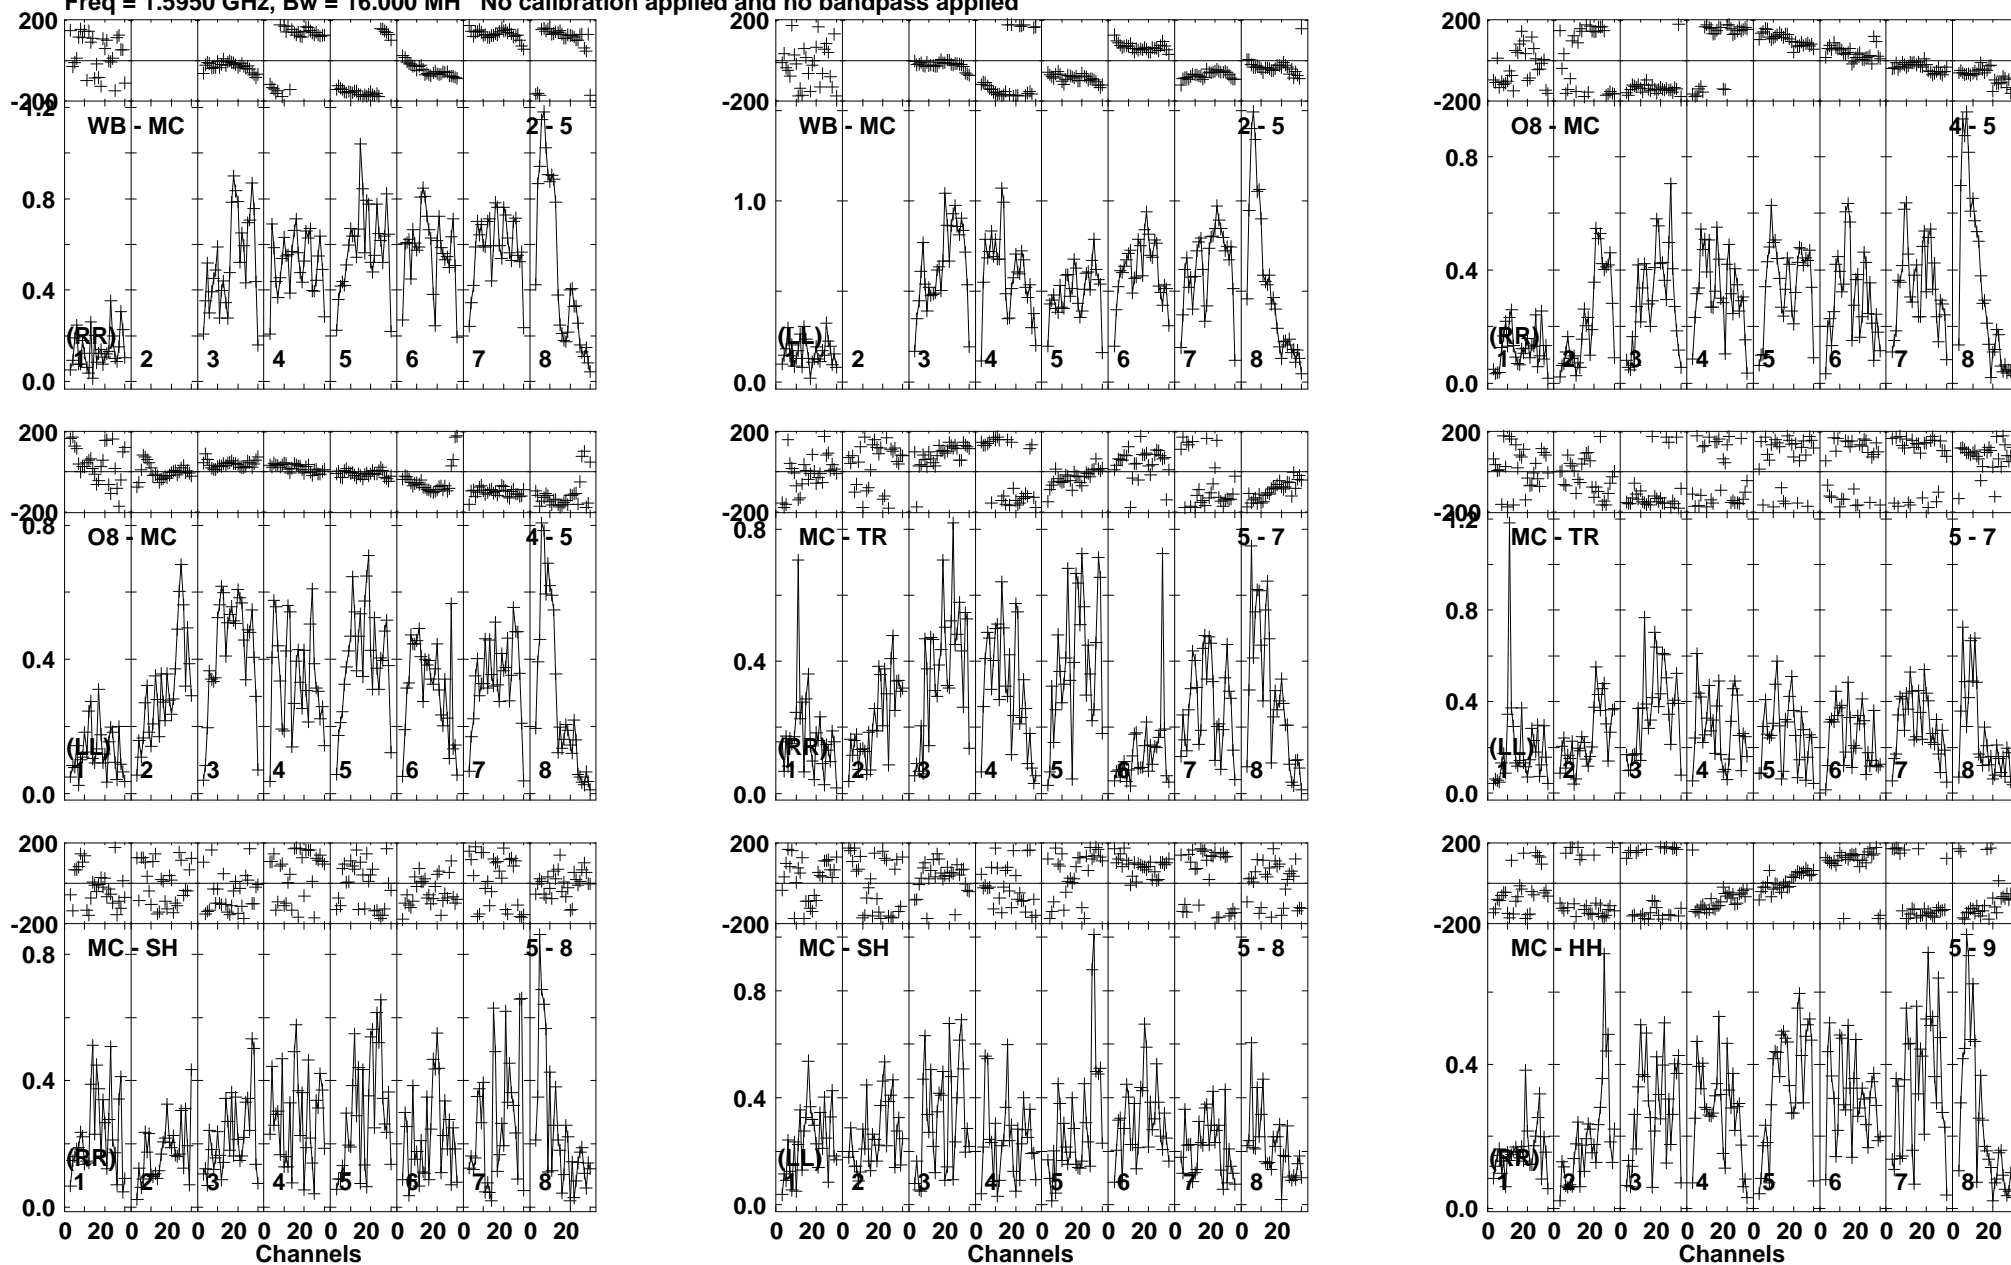 Freq = 1.5950 GHz, Bw = 16.000 MH No calibration applied and no bandpass applied
200 200 200
-200 -200 -200
1.2 WB - MC 2 - 5 WB - MC 2 - 5 O8 - MC 4 - 5
0.8 1.0 0.8
0.4 0.4
(RR) (LL) (RR)
1 2 3 4 5 6 7 8 1 2 3 4 5 6 7 8 1 2 3 4 5 6 7 8
0.0 0.0 0.0
200 200 200
-200 -200 -200
0.8 O8 - MC 4 - 5 0.8 MC - TR 5 - 7 1.2 MC - TR 5 - 7
0.8
0.4 0.4 0.4
(LL) (RR) (LL)
1 2 3 4 5 6 7 8 1 2 3 4 5 6 7 8 1 2 3 4 5 6 7 8
0.0 0.0 0.0
200 200 200
-200 -200 -200
0.8 MC - SH 5 - 8 MC - SH 5 - 8 MC - HH 5 - 9
0.8
0.4 0.4 0.4
(RR) (LL) (RR)
1 2 3 4 5 6 7 8 1 2 3 4 5 6 7 8 1 2 3 4 5 6 7 8
0.0 0.0 0.0
0 20 0 20 0 20 0 20 0 20 0 20 0 20 0 20 0 20 0 20 0 20 0 20 0 20 0 20 0 20 0 20 0 20 0 20 0 20 0 20 0 20 0 20 0 20 0 20
Channels Channels Channels